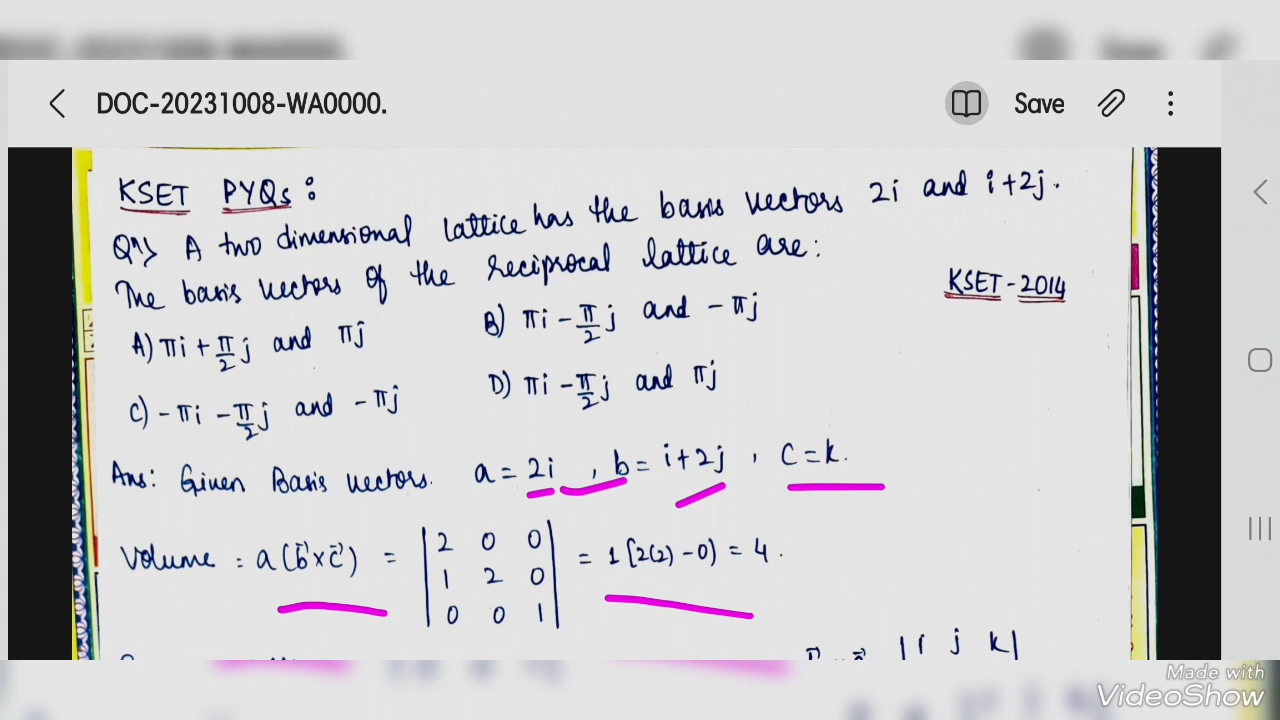 DOC-20231008-WA0000.
Save
KSET PYQs :
Q1) A two dimensional lattice has the basis vectors 2i and i+2j.
The basis vectors of the reciprocal lattice are:
KSET-2014
A) πi + π/2 j and πj
B) πi - π/2 j and -πj
C) -πi - π/2 j and -πj
D) πi - π/2 j and πj
Ans: Given Basis vectors. a = 2i , b = i+2j , c = k.
Volume : a(b⃗×c⃗) = |2 0 0| = 1[2(2)-0) = 4.
|1 2 0|
|0 0 1|
i j k
Made with
VideoShow